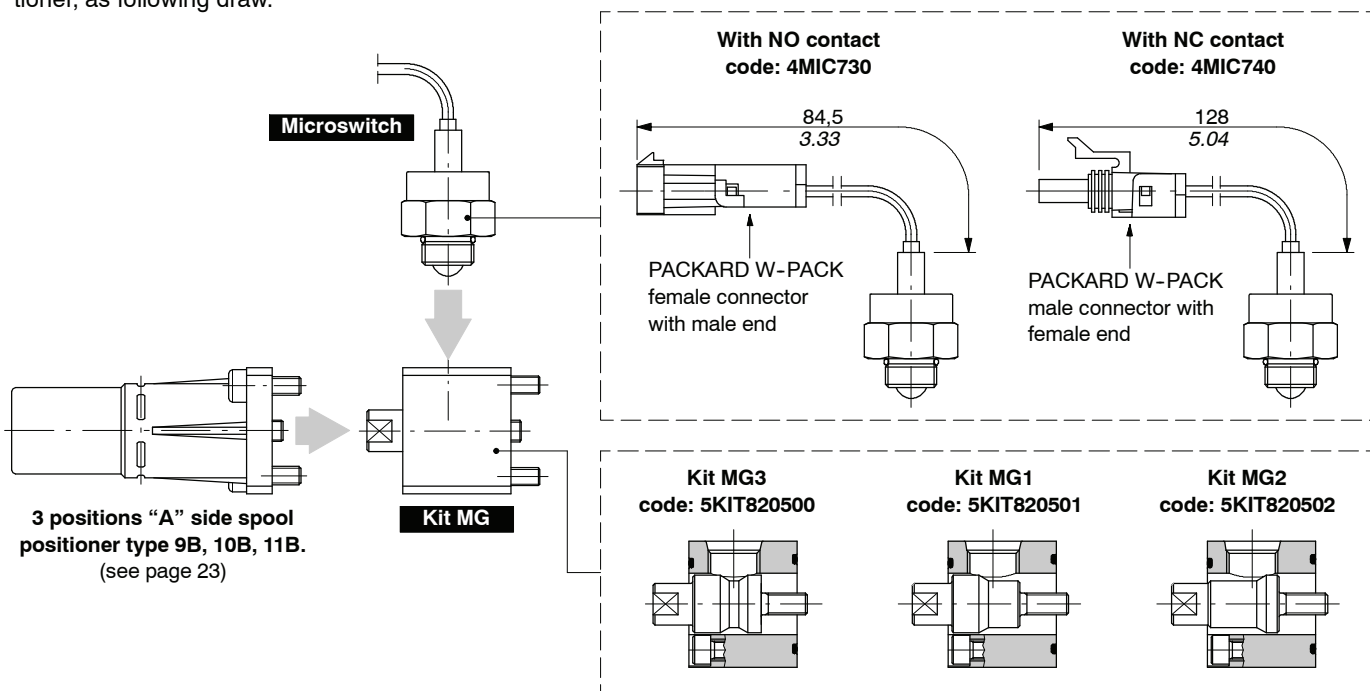 tioner, as following draw.
Microswitch
With NO contact
code: 4MIC730
84,5
3.33
PACKARD W-PACK
female connector
with male end
With NC contact
code: 4MIC740
128
5.04
PACKARD W-PACK
male connector with
female end
3 positions “A” side spool
positioner type 9B, 10B, 11B.
(see page 23)
Kit MG
Kit MG3
code: 5KIT820500
Kit MG1
code: 5KIT820501
Kit MG2
code: 5KIT820502